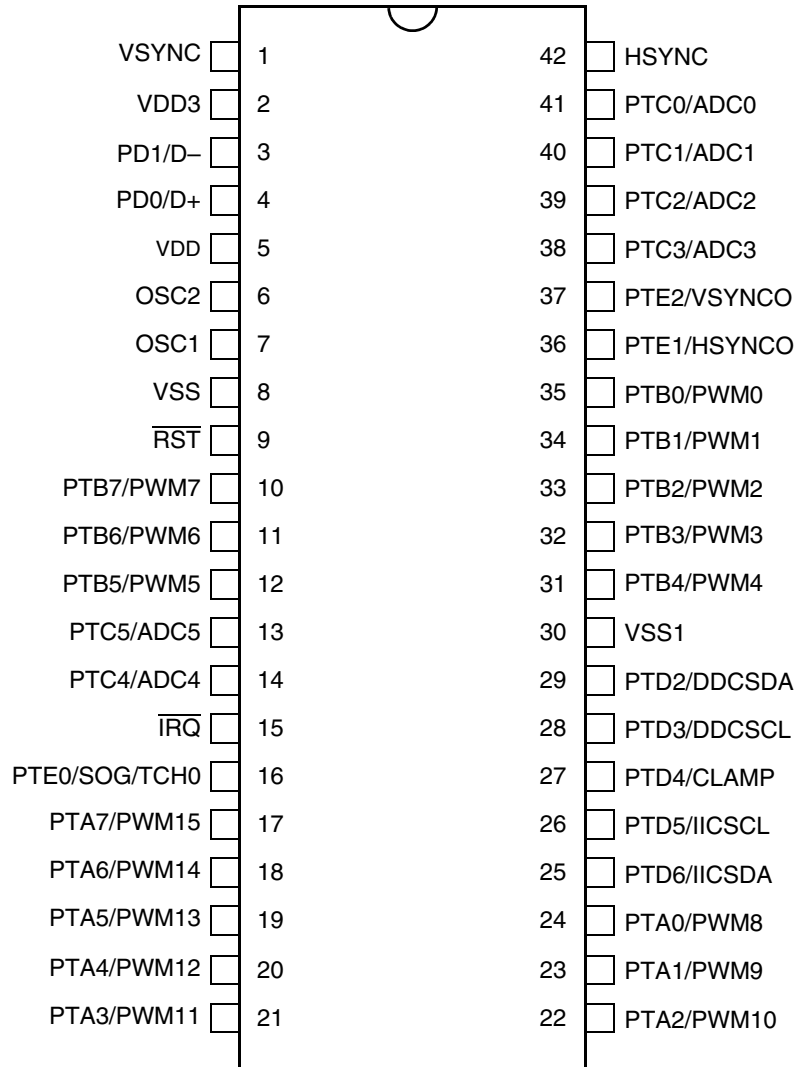 VSYNC 1 42 HSYNC
VDD3 2 41 PTC0/ADC0
PD1/D– 3 40 PTC1/ADC1
PD0/D+ 4 39 PTC2/ADC2
VDD 5 38 PTC3/ADC3
OSC2 6 37 PTE2/VSYNCO
OSC1 7 36 PTE1/HSYNCO
VSS 8 35 PTB0/PWM0
RST 9 34 PTB1/PWM1
PTB7/PWM7 10 33 PTB2/PWM2
PTB6/PWM6 11 32 PTB3/PWM3
PTB5/PWM5 12 31 PTB4/PWM4
PTC5/ADC5 13 30 VSS1
PTC4/ADC4 14 29 PTD2/DDCSDA
IRQ 15 28 PTD3/DDCSCL
PTE0/SOG/TCH0 16 27 PTD4/CLAMP
PTA7/PWM15 17 26 PTD5/IICSCL
PTA6/PWM14 18 25 PTD6/IICSDA
PTA5/PWM13 19 24 PTA0/PWM8
PTA4/PWM12 20 23 PTA1/PWM9
PTA3/PWM11 21 22 PTA2/PWM10